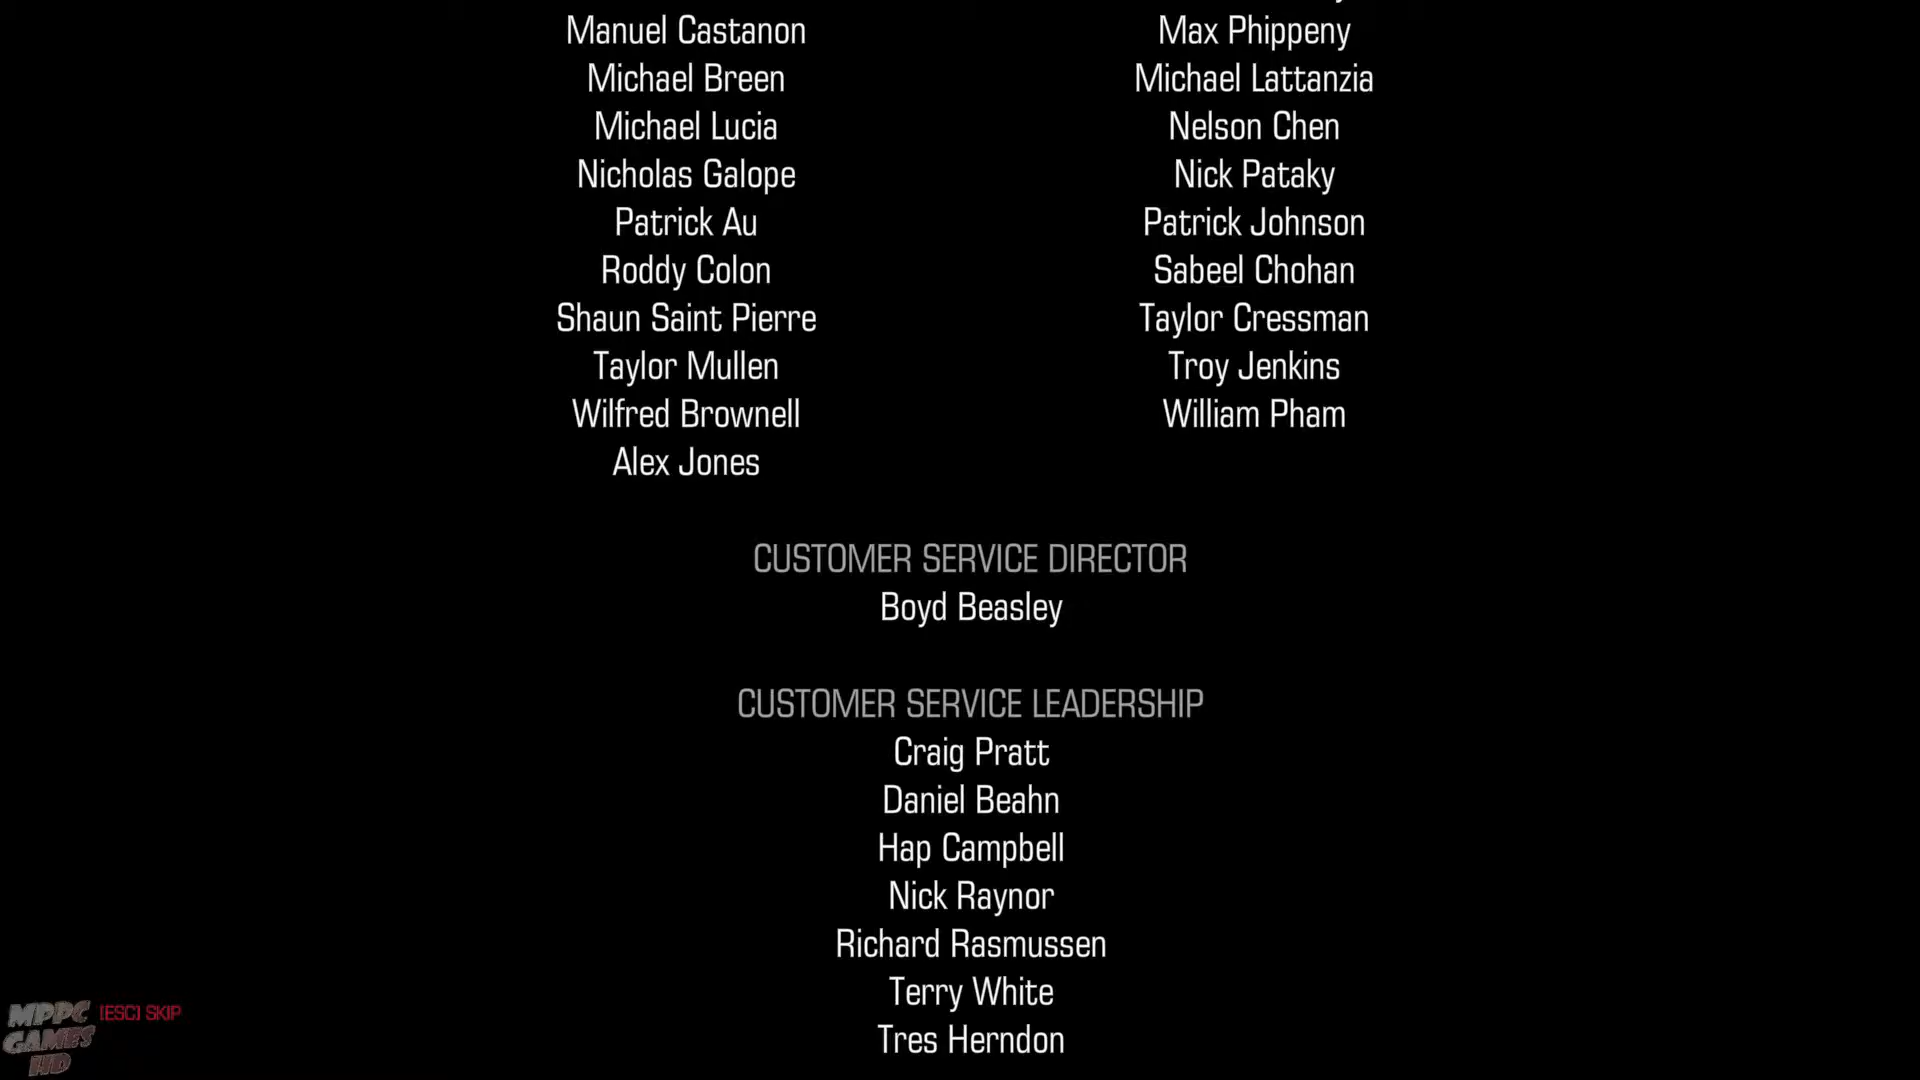 Manuel Castanon
Max Phippeny
Michael Breen
Michael Lattanzia
Michael Lucia
Nelson Chen
Nicholas Galope
Nick Pataky
Patrick Au
Patrick Johnson
Roddy Colon
Sabeel Chohan
Shaun Saint Pierre
Taylor Cressman
Taylor Mullen
Troy Jenkins
Wilfred Brownell
William Pham
Alex Jones
CUSTOMER SERVICE DIRECTOR
Boyd Beasley
CUSTOMER SERVICE LEADERSHIP
Craig Pratt
Daniel Beahn
Hap Campbell
Nick Raynor
Richard Rasmussen
Terry White
Tres Herndon
[ESC] SKIP
MPPC
GAMES
HD